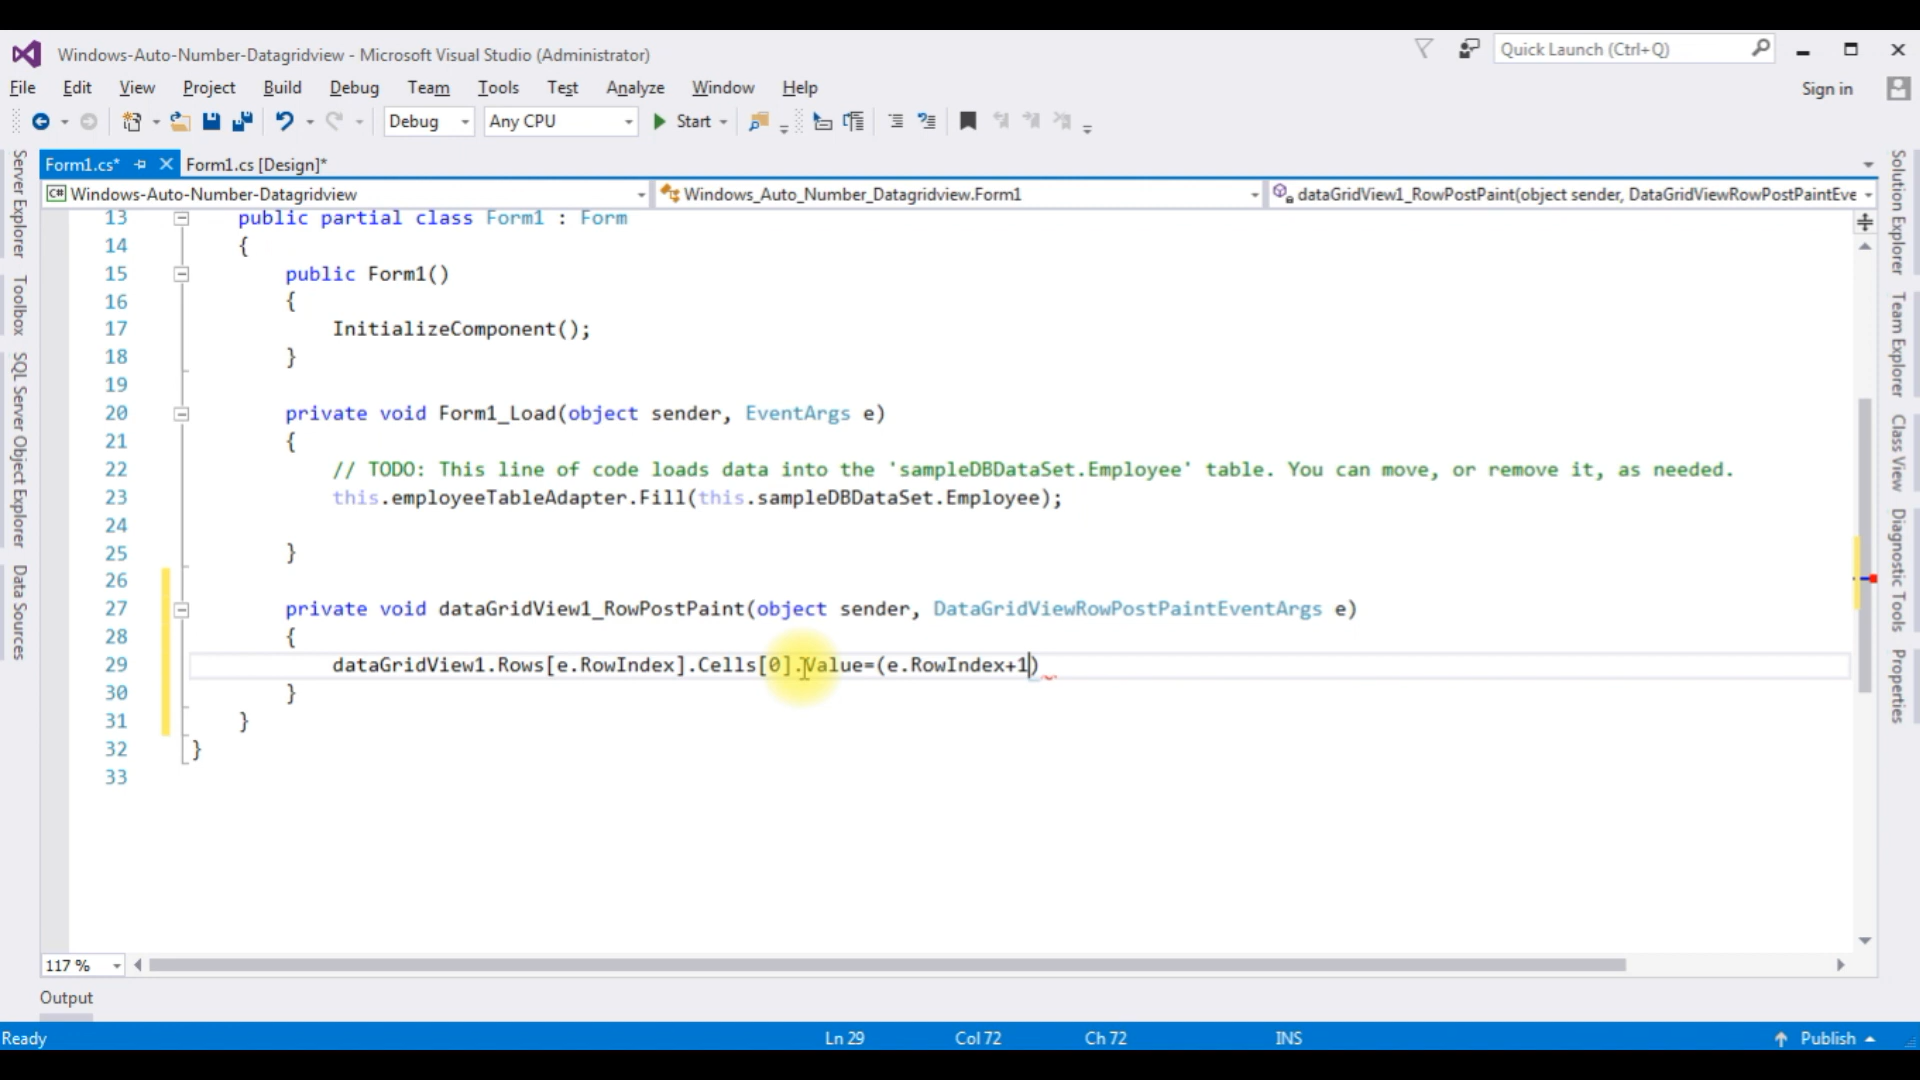 Windows-Auto-Number-Datagridview - Microsoft Visual Studio (Administrator)
Quick Launch (Ctrl+Q)
File Edit View Project Build Debug Team Tools Test Analyze Window Help
Sign in
Debug Any CPU Start
Form1.cs* Form1.cs [Design]*
C# Windows-Auto-Number-Datagridview Windows_Auto_Number_Datagridview.Form1 dataGridView1_RowPostPaint(object sender, DataGridViewRowPostPaintEve
13 public partial class Form1 : Form
14 {
15 public Form1()
16 {
17 InitializeComponent();
18 }
19
20 private void Form1_Load(object sender, EventArgs e)
21 {
22 // TODO: This line of code loads data into the 'sampleDBDataSet.Employee' table. You can move, or remove it, as needed.
23 this.employeeTableAdapter.Fill(this.sampleDBDataSet.Employee);
24
25 }
26
27 private void dataGridView1_RowPostPaint(object sender, DataGridViewRowPostPaintEventArgs e)
28 {
29 dataGridView1.Rows[e.RowIndex].Cells[0].Value=(e.RowIndex+1)
30 }
31 }
32 }
33
Server Explorer
Toolbox
SQL Server Object Explorer
Data Sources
Solution Explorer
Team Explorer
Class View
Diagnostic Tools
Properties
117 %
Output
Ready Ln 29 Col 72 Ch 72 INS Publish